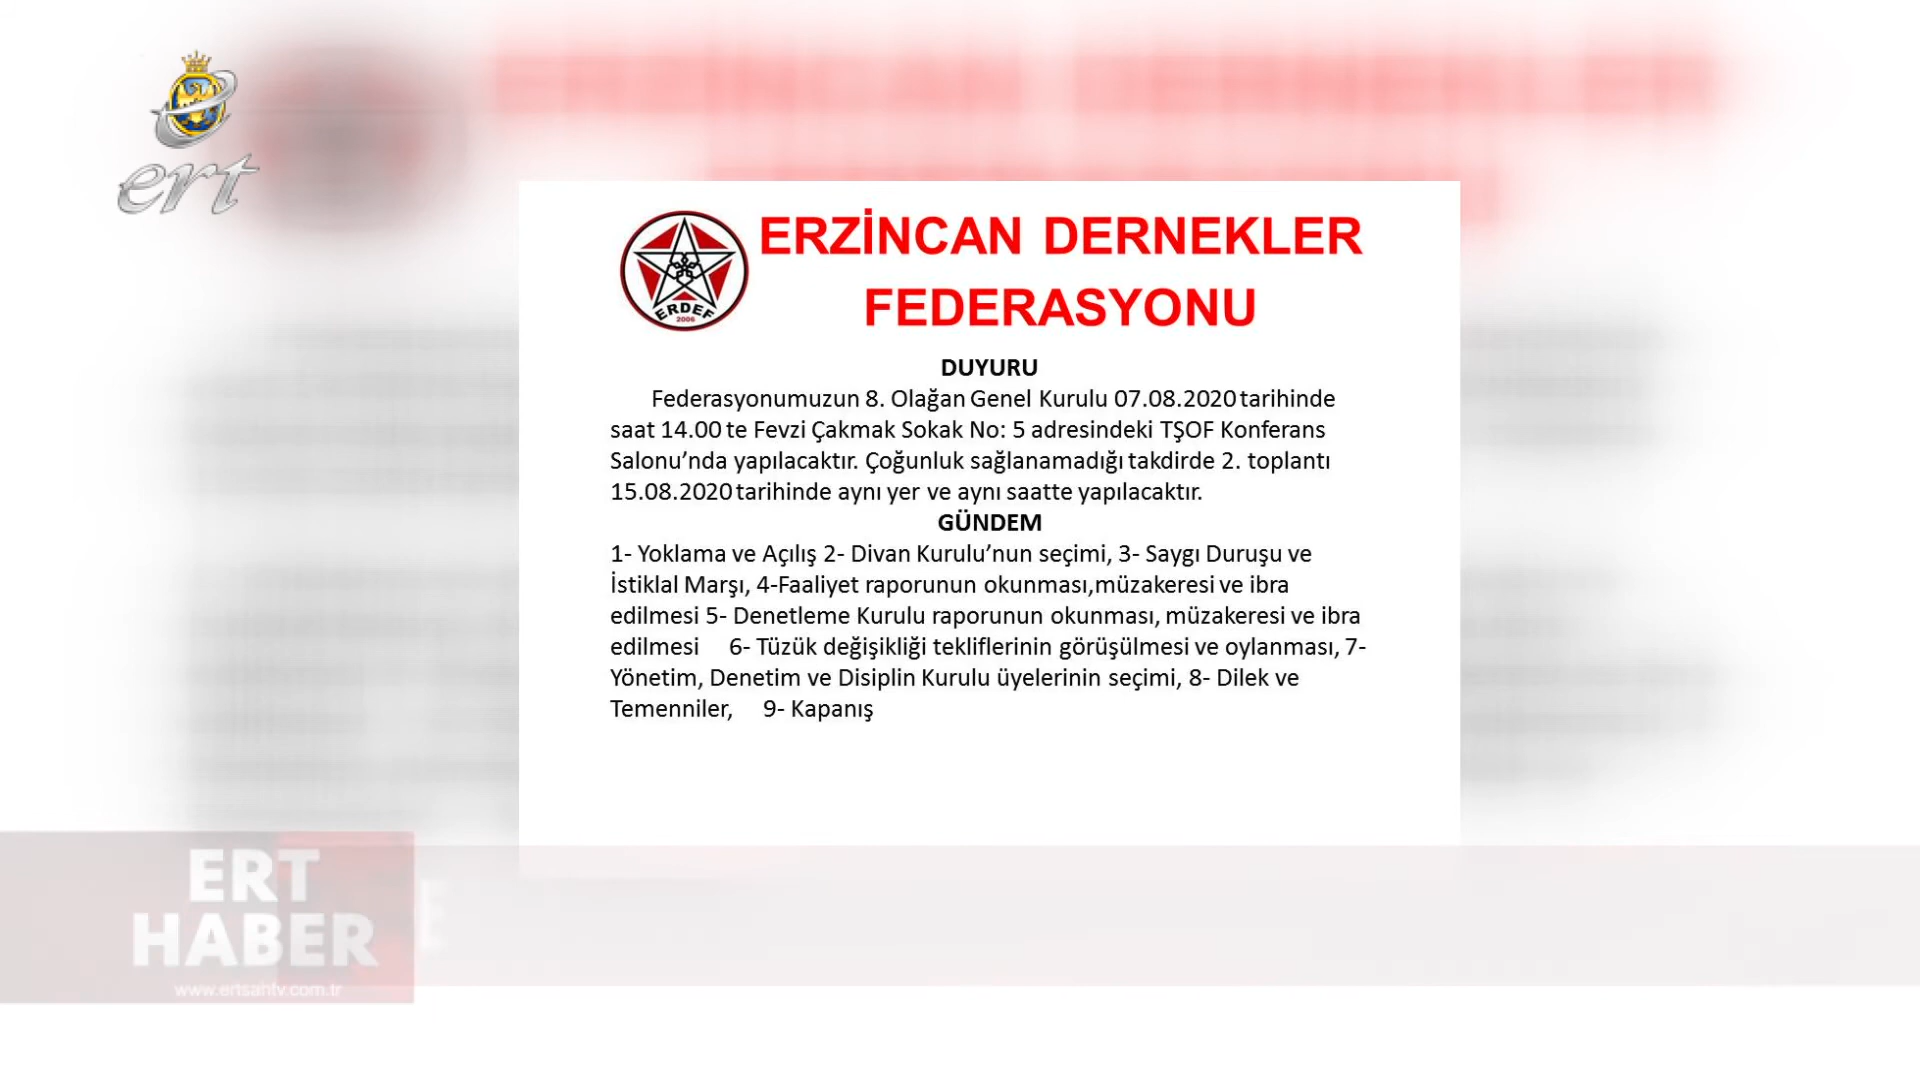 ert
ERZİNCAN DERNEKLER
FEDERASYONU
ERDEF
2006
DUYURU
Federasyonumuzun 8. Olağan Genel Kurulu 07.08.2020 tarihinde
saat 14.00 te Fevzi Çakmak Sokak No: 5 adresindeki TŞOF Konferans
Salonu’nda yapılacaktır. Çoğunluk sağlanamadığı takdirde 2. toplantı
15.08.2020 tarihinde aynı yer ve aynı saatte yapılacaktır.
GÜNDEM
1- Yoklama ve Açılış 2- Divan Kurulu’nun seçimi, 3- Saygı Duruşu ve
İstiklal Marşı, 4-Faaliyet raporunun okunması,müzakeresi ve ibra
edilmesi 5- Denetleme Kurulu raporunun okunması, müzakeresi ve ibra
edilmesi 6- Tüzük değişikliği tekliflerinin görüşülmesi ve oylanması, 7-
Yönetim, Denetim ve Disiplin Kurulu üyelerinin seçimi, 8- Dilek ve
Temenniler, 9- Kapanış
ERT
HABER
www.ertsahtv.com.tr